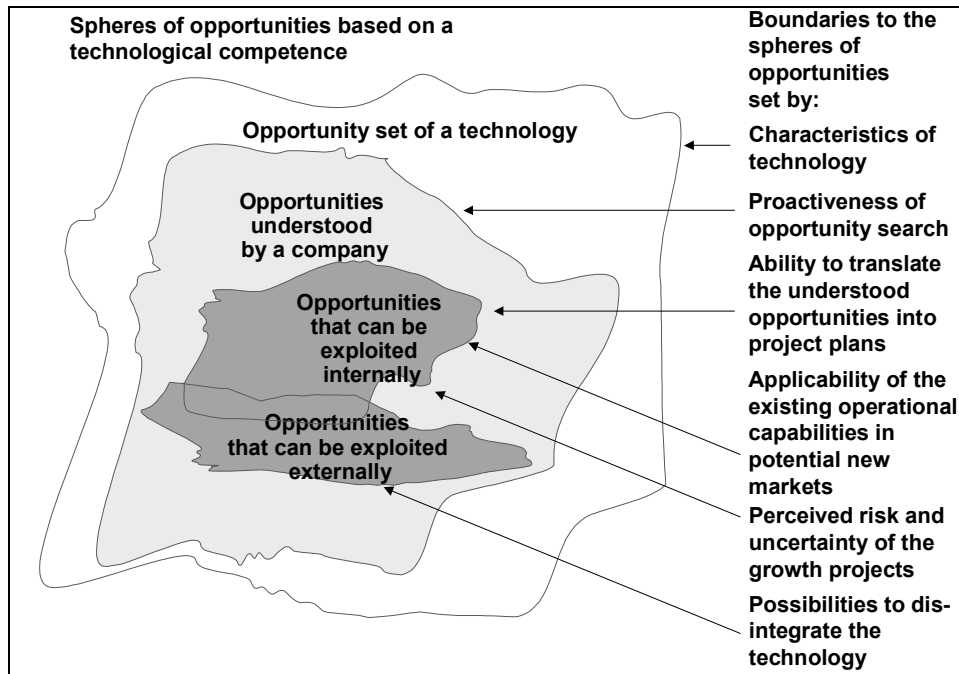 Spheres of opportunities based on a
technological competence
Opportunity set of a technology
Opportunities
understood
by a company
Opportunities
that can be
exploited
internally
Opportunities
that can be exploited
externally
Boundaries to the
spheres of
opportunities
set by:
Characteristics of
technology
Proactiveness of
opportunity search
Ability to translate
the understood
opportunities into
project plans
Applicability of the
existing operational
capabilities in
potential new
markets
Perceived risk and
uncertainty of the
growth projects
Possibilities to dis-
integrate the
technology